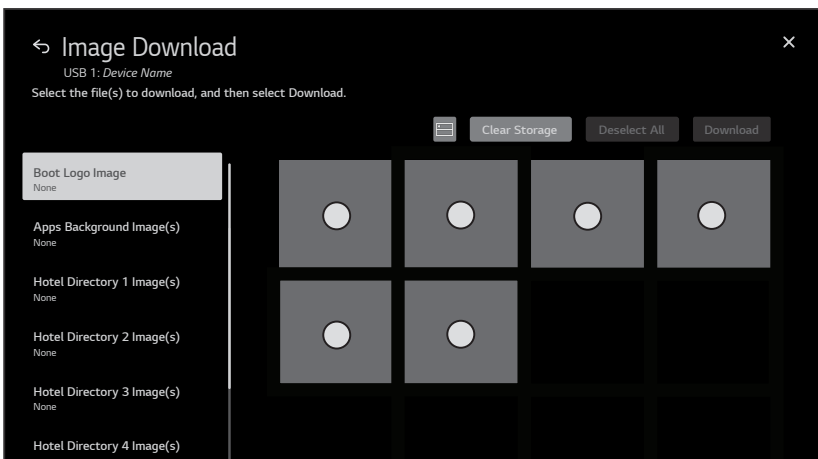 Image Download
USB 1: Device Name
Select the file(s) to download, and then select Download.
Clear Storage
Deselect All
Download
Boot Logo Image
None
Apps Background Image(s)
None
Hotel Directory 1 Image(s)
None
Hotel Directory 2 Image(s)
None
Hotel Directory 3 Image(s)
None
Hotel Directory 4 Image(s)